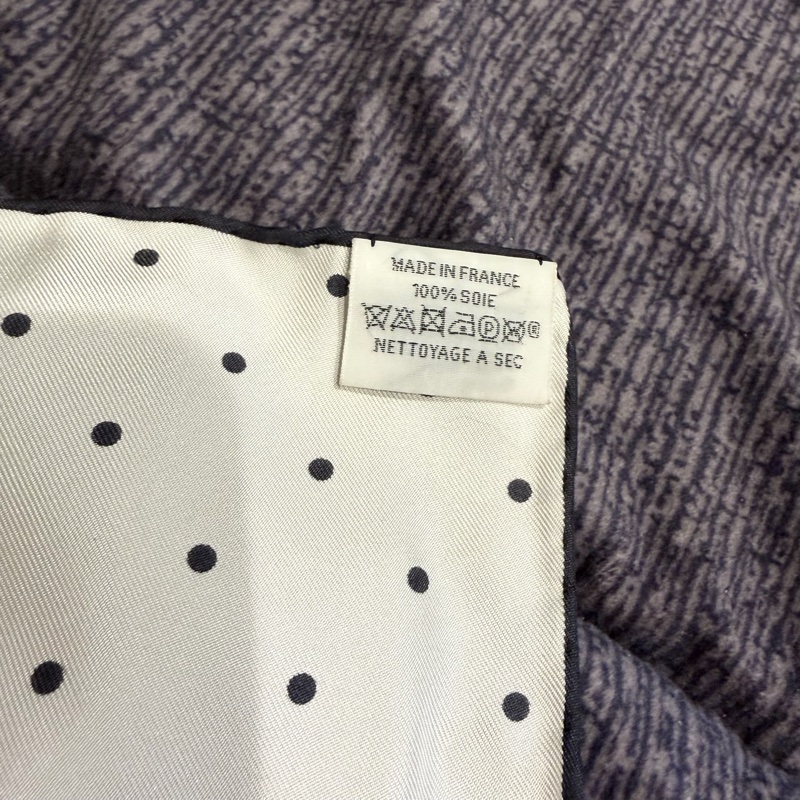 MADE IN FRANCE
100% SOIE
P ®
NETTOYAGE A SEC